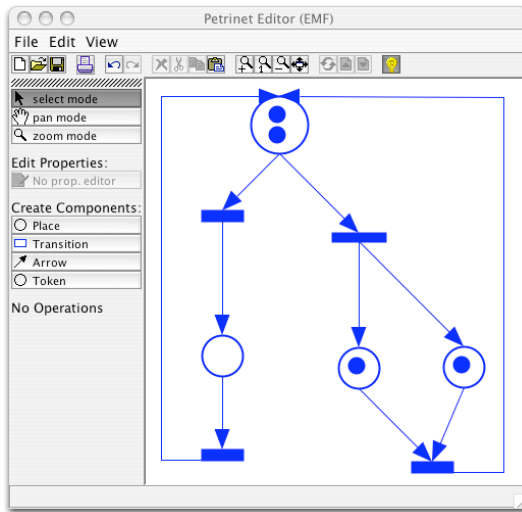 Petrinet Editor (EMF)
File Edit View
select mode
pan mode
zoom mode
Edit Properties:
No prop. editor
Create Components:
Place
Transition
Arrow
Token
No Operations